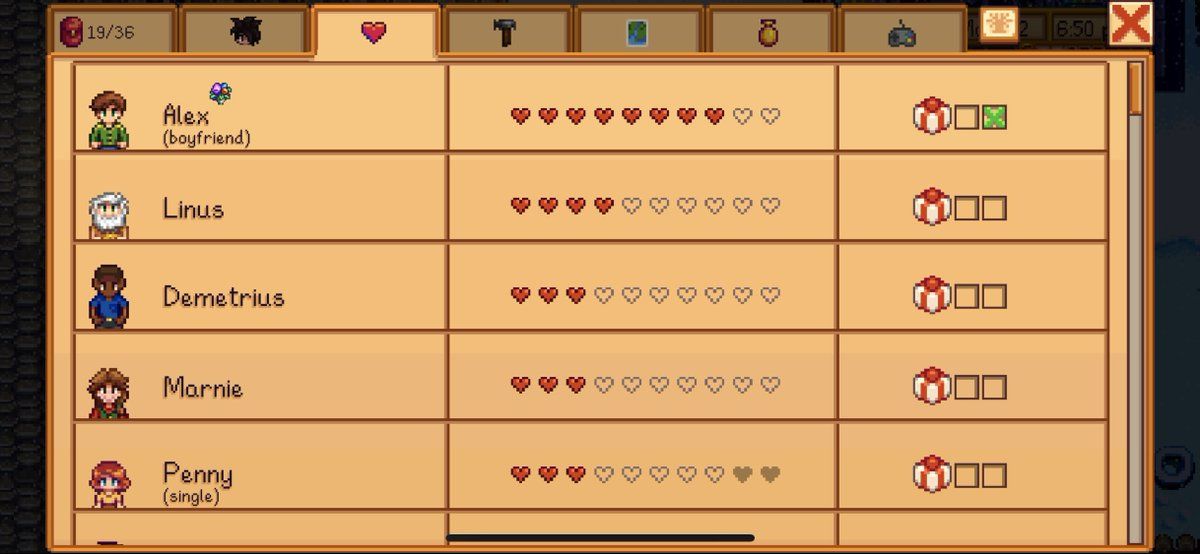 19/36
2
6:50 p
Alex
(boyfriend)
Linus
Demetrius
Marnie
Penny
(single)